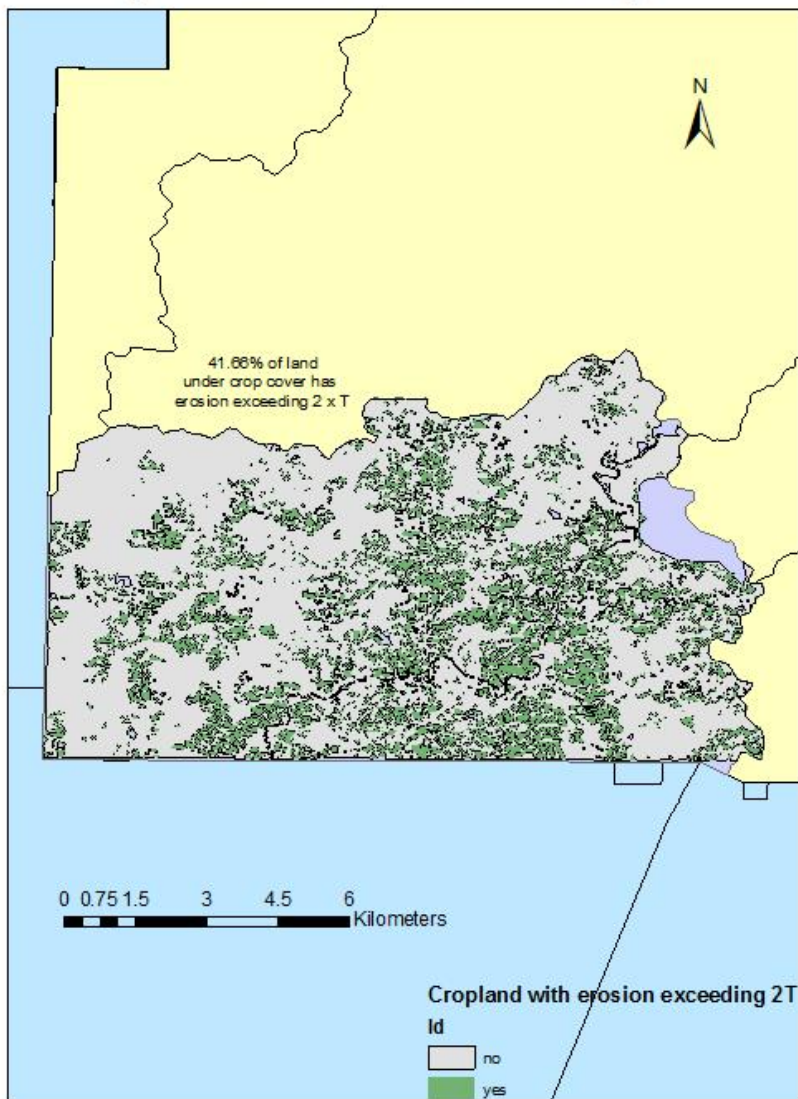 N
41.66% of land
under crop cover has
erosion exceeding 2 x T
0 0.75 1.5 3 4.5 6
Kilometers
Cropland with erosion exceeding 2T
Id
no
yes